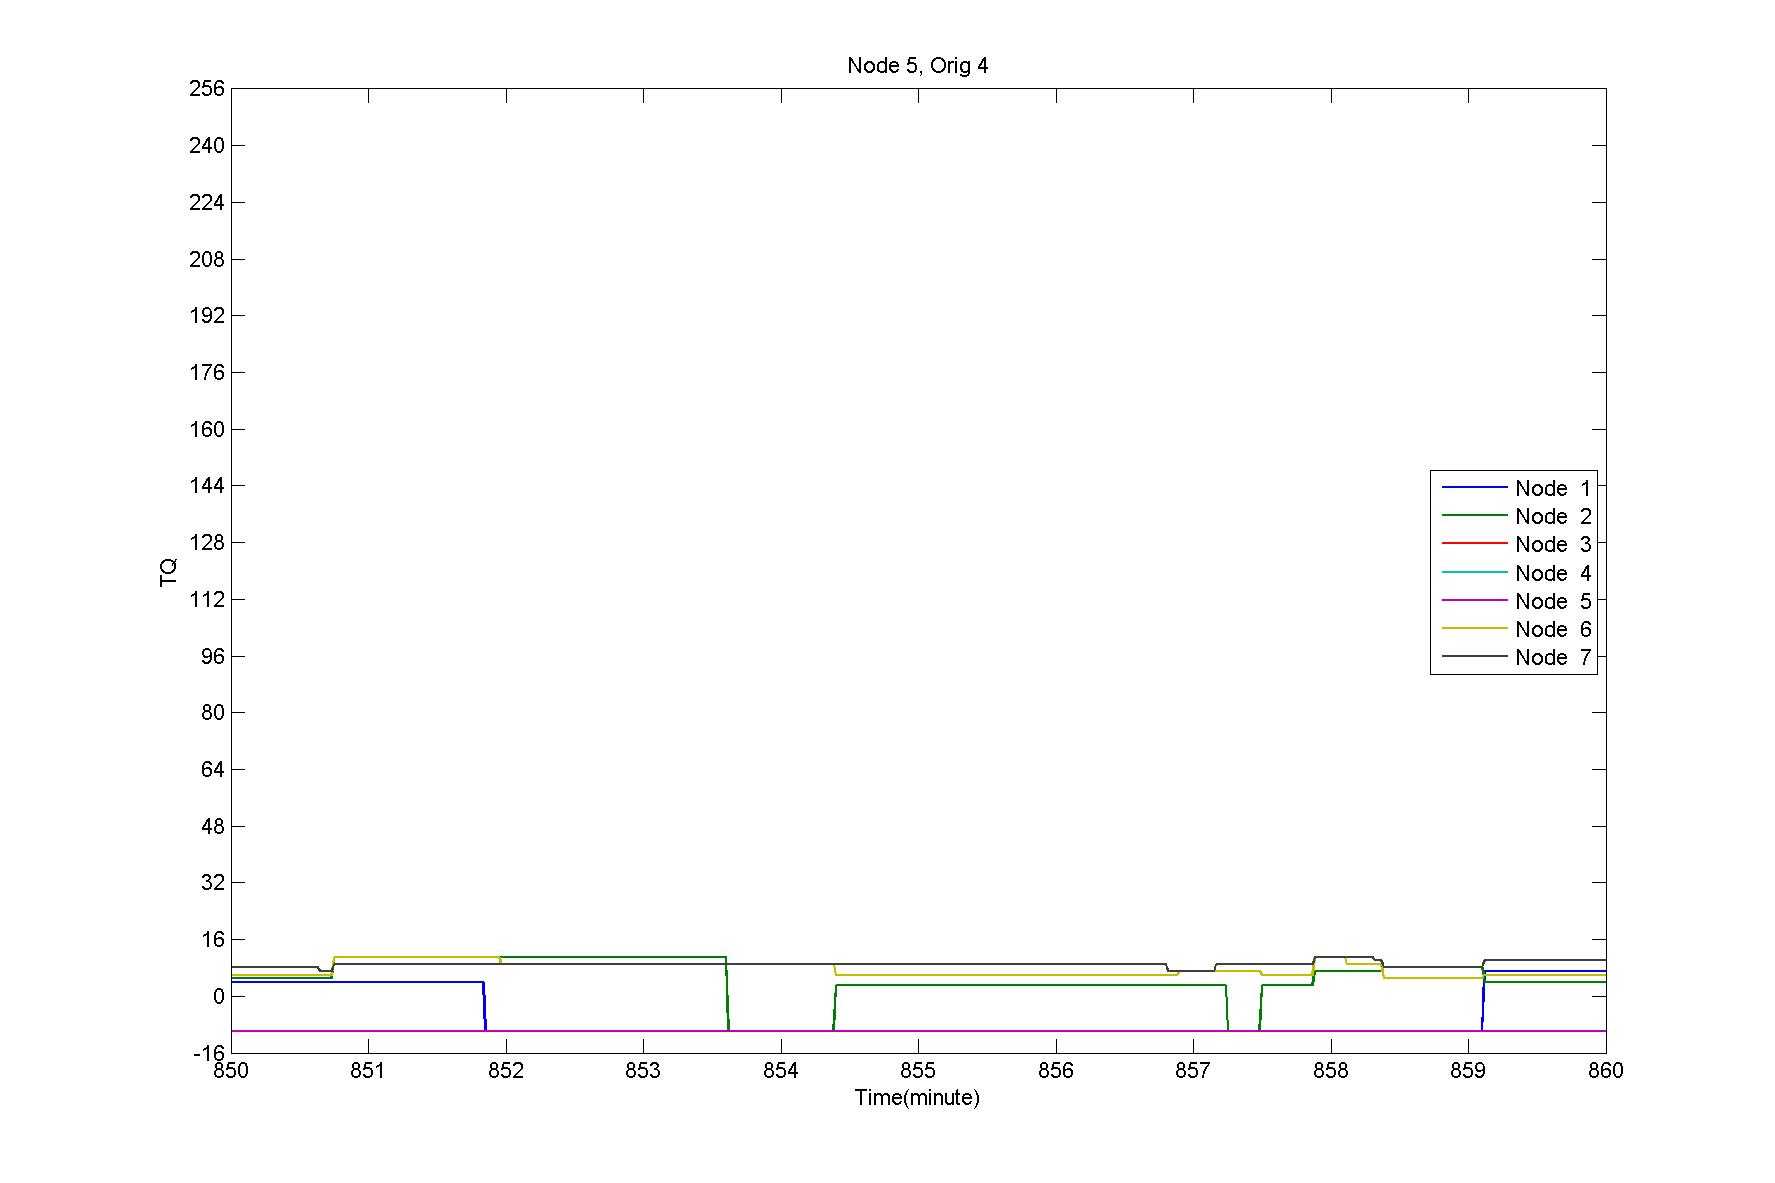 Node 5, Orig 4
256
240
224
208
192
176
160
144
128
112
96
80
64
48
32
16
0
-16
TQ
Node 1
Node 2
Node 3
Node 4
Node 5
Node 6
Node 7
850 851 852 853 854 855 856 857 858 859 860
Time(minute)